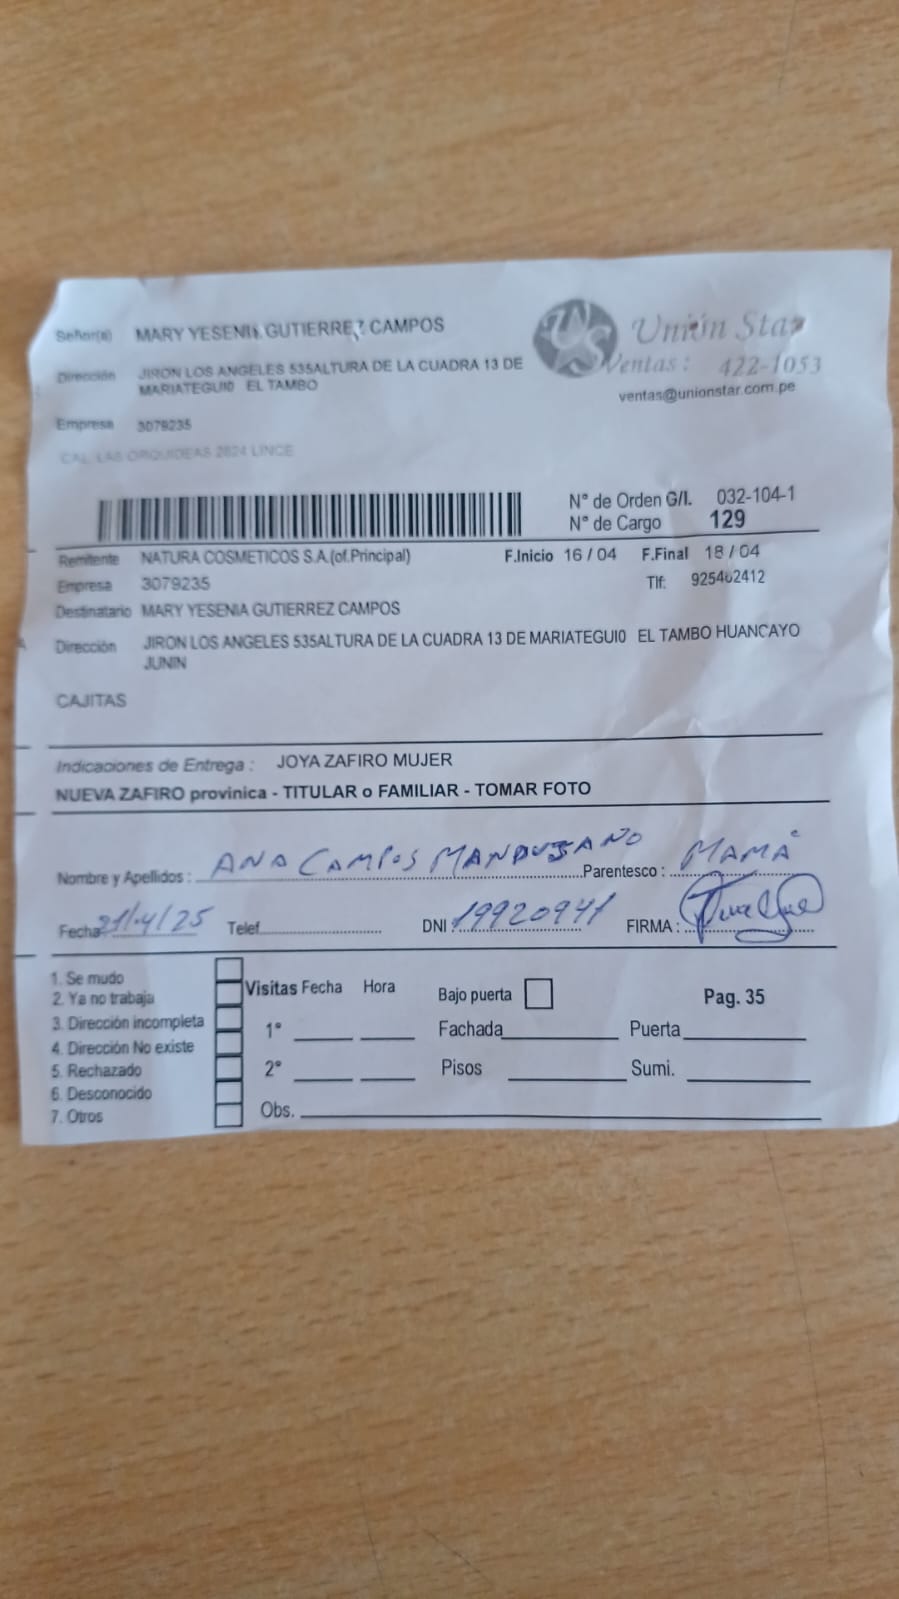 Señor(a) MARY YESENIA GUTIERREZ CAMPOS
Unión Star
Dirección JIRON LOS ANGELES 535ALTURA DE LA CUADRA 13 DE
MARIATEGUI0 EL TAMBO
Ventas: 422-1053
ventas@unionstar.com.pe
Empresa 3079235
CAL. LAS ORQUIDEAS 2624 LINCE
N° de Orden G/I. 032-104-1
N° de Cargo 129
Remitente NATURA COSMETICOS S.A.(of.Principal) F.Inicio 16 / 04 F.Final 18 / 04
Empresa 3079235 Tlf: 925462412
Destinatario MARY YESENIA GUTIERREZ CAMPOS
Dirección JIRON LOS ANGELES 535ALTURA DE LA CUADRA 13 DE MARIATEGUI0 EL TAMBO HUANCAYO
JUNIN
CAJITAS
Indicaciones de Entrega : JOYA ZAFIRO MUJER
NUEVA ZAFIRO provinica - TITULAR o FAMILIAR - TOMAR FOTO
Nombre y Apellidos : ANA CAMPOS MANDUJANO Parentesco : MAMÁ
Fecha 21/4/25 Telef. DNI : 19920941 FIRMA :
1. Se mudo
2. Ya no trabaja
3. Dirección incompleta
4. Dirección No existe
5. Rechazado
6. Desconocido
7. Otros
Visitas Fecha Hora Bajo puerta Pag. 35
1° Fachada Puerta
2° Pisos Sumi.
Obs.